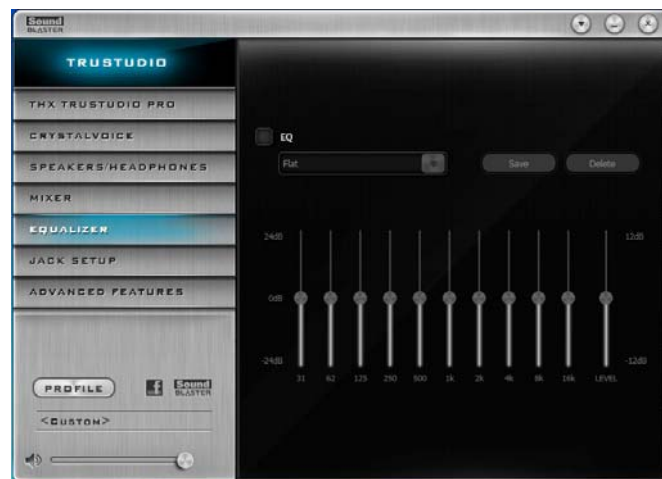 Sound
BLASTER
TRUSTUDIO
THX TRUSTUDIO PRO
CRYSTALVOICE
SPEAKERS/HEADPHONES
MIXER
EQUALIZER
JACK SETUP
ADVANCED FEATURES
PROFILE
f
Sound
BLASTER
<CUSTOM>
EQ
Flat
Save
Delete
24dB
12dB
0dB
-24dB
-12dB
31 62 125 250 500 1k 2k 4k 8k 16k LEVEL